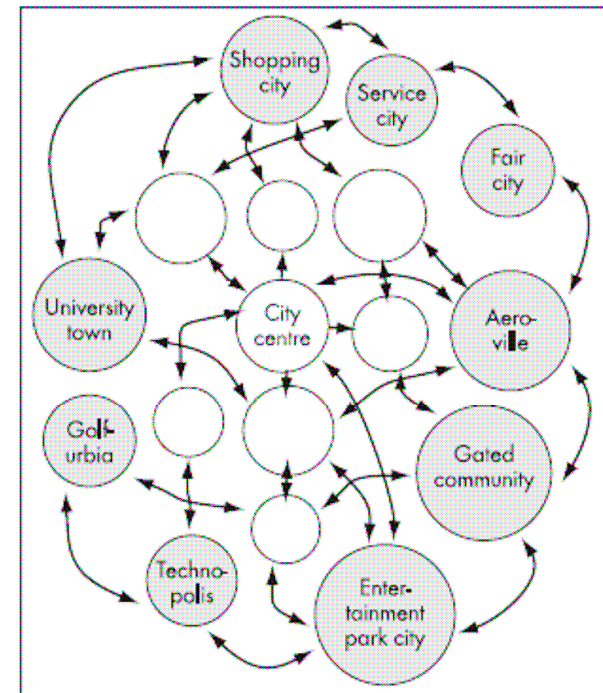 Shopping
city
Service
city
Fair
city
University
town
City
centre
Aero-
ville
Golf-
urbia
Gated
community
Techno-
polis
Enter-
tainment
park city